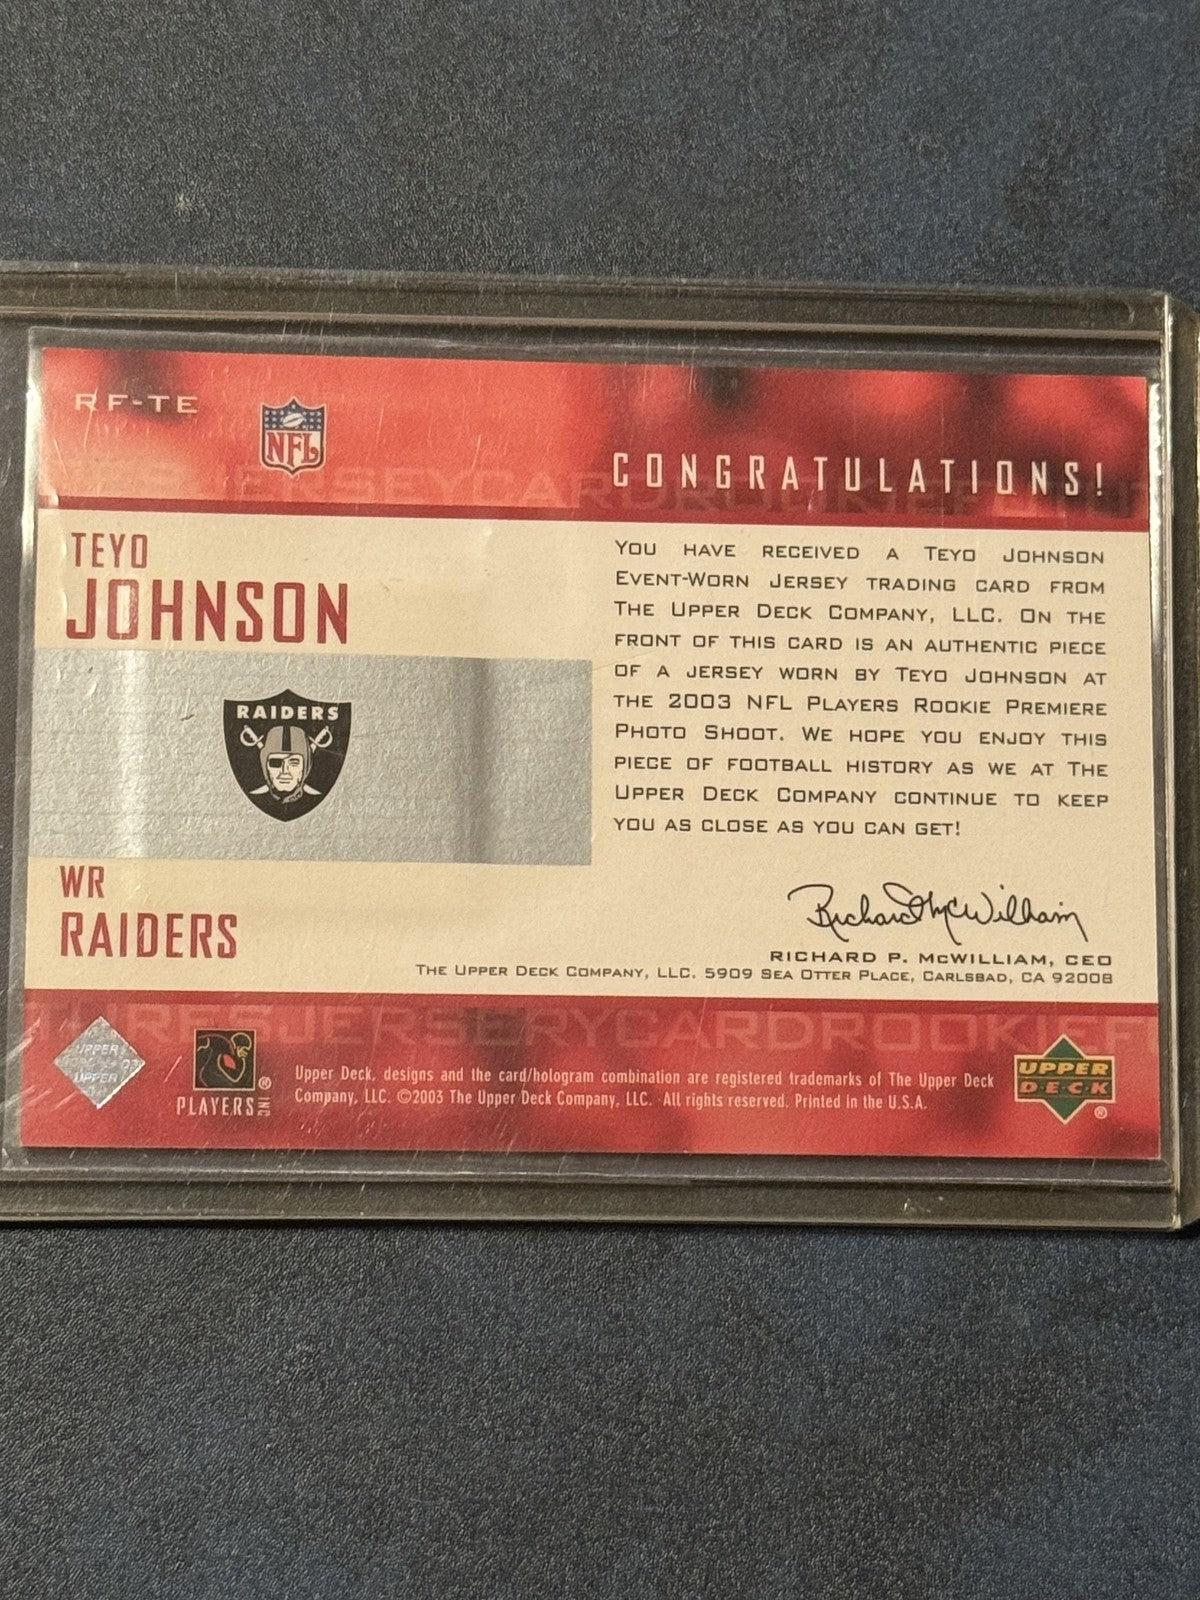 RF-TE
NFL
CONGRATULATIONS!
TEYO
JOHNSON
RAIDERS
WR
RAIDERS
YOU HAVE RECEIVED A TEYO JOHNSON
EVENT-WORN JERSEY TRADING CARD FROM
THE UPPER DECK COMPANY, LLC. ON THE
FRONT OF THIS CARD IS AN AUTHENTIC PIECE
OF A JERSEY WORN BY TEYO JOHNSON AT
THE 2003 NFL PLAYERS ROOKIE PREMIERE
PHOTO SHOOT. WE HOPE YOU ENJOY THIS
PIECE OF FOOTBALL HISTORY AS WE AT THE
UPPER DECK COMPANY CONTINUE TO KEEP
YOU AS CLOSE AS YOU CAN GET!
Richard McWilliam
RICHARD P. McWILLIAM, CEO
THE UPPER DECK COMPANY, LLC. 5909 SEA OTTER PLACE, CARLSBAD, CA 92008
TURESJERSEYCARDROOKIEF
UPPER
UPPER
PLAYERS INC ®
Upper Deck, designs and the card/hologram combination are registered trademarks of The Upper Deck
Company, LLC. ©2003 The Upper Deck Company, LLC. All rights reserved. Printed in the U.S.A.
UPPER
DECK
®